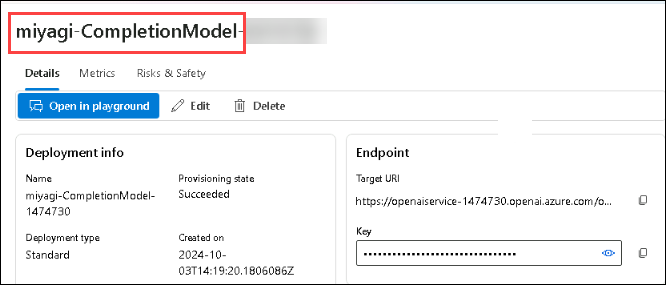 miyagi-CompletionModel-
Details Metrics Risks & Safety
Open in playground Edit Delete
Deployment info
Name
miyagi-CompletionModel-
1474730
Provisioning state
Succeeded
Deployment type
Standard
Created on
2024-10-
03T14:19:20.1806086Z
Endpoint
Target URI
https://openaiservice-1474730.openai.azure.com/o...
Key
••••••••••••••••••••••••••••••